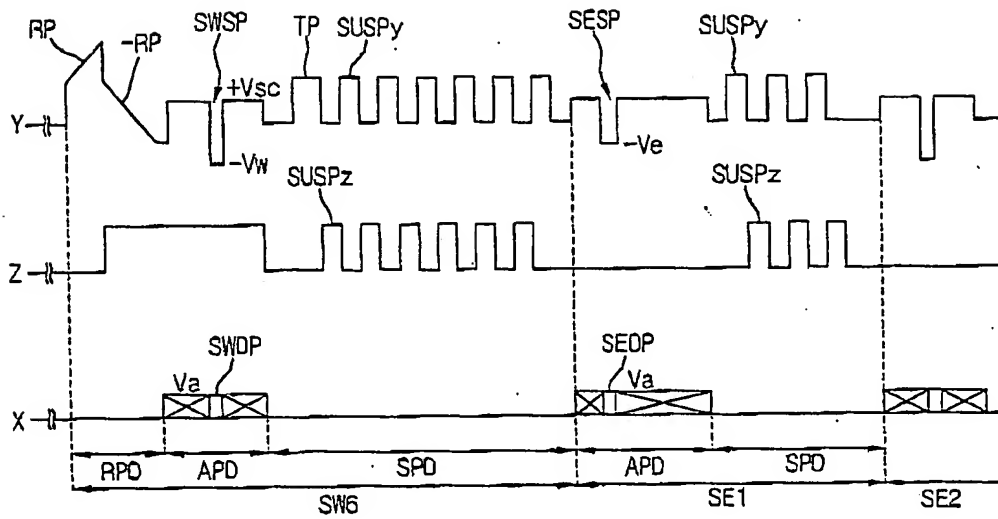 RP
-RP
SWSP
TP
SUSPy
SESP
SUSPy
+Vsc
Y
-Vw
-Ve
SUSPz
SUSPz
Z
SWDP
SEDP
Va
Va
X
RPD
APD
SPD
APD
SPD
SW6
SE1
SE2